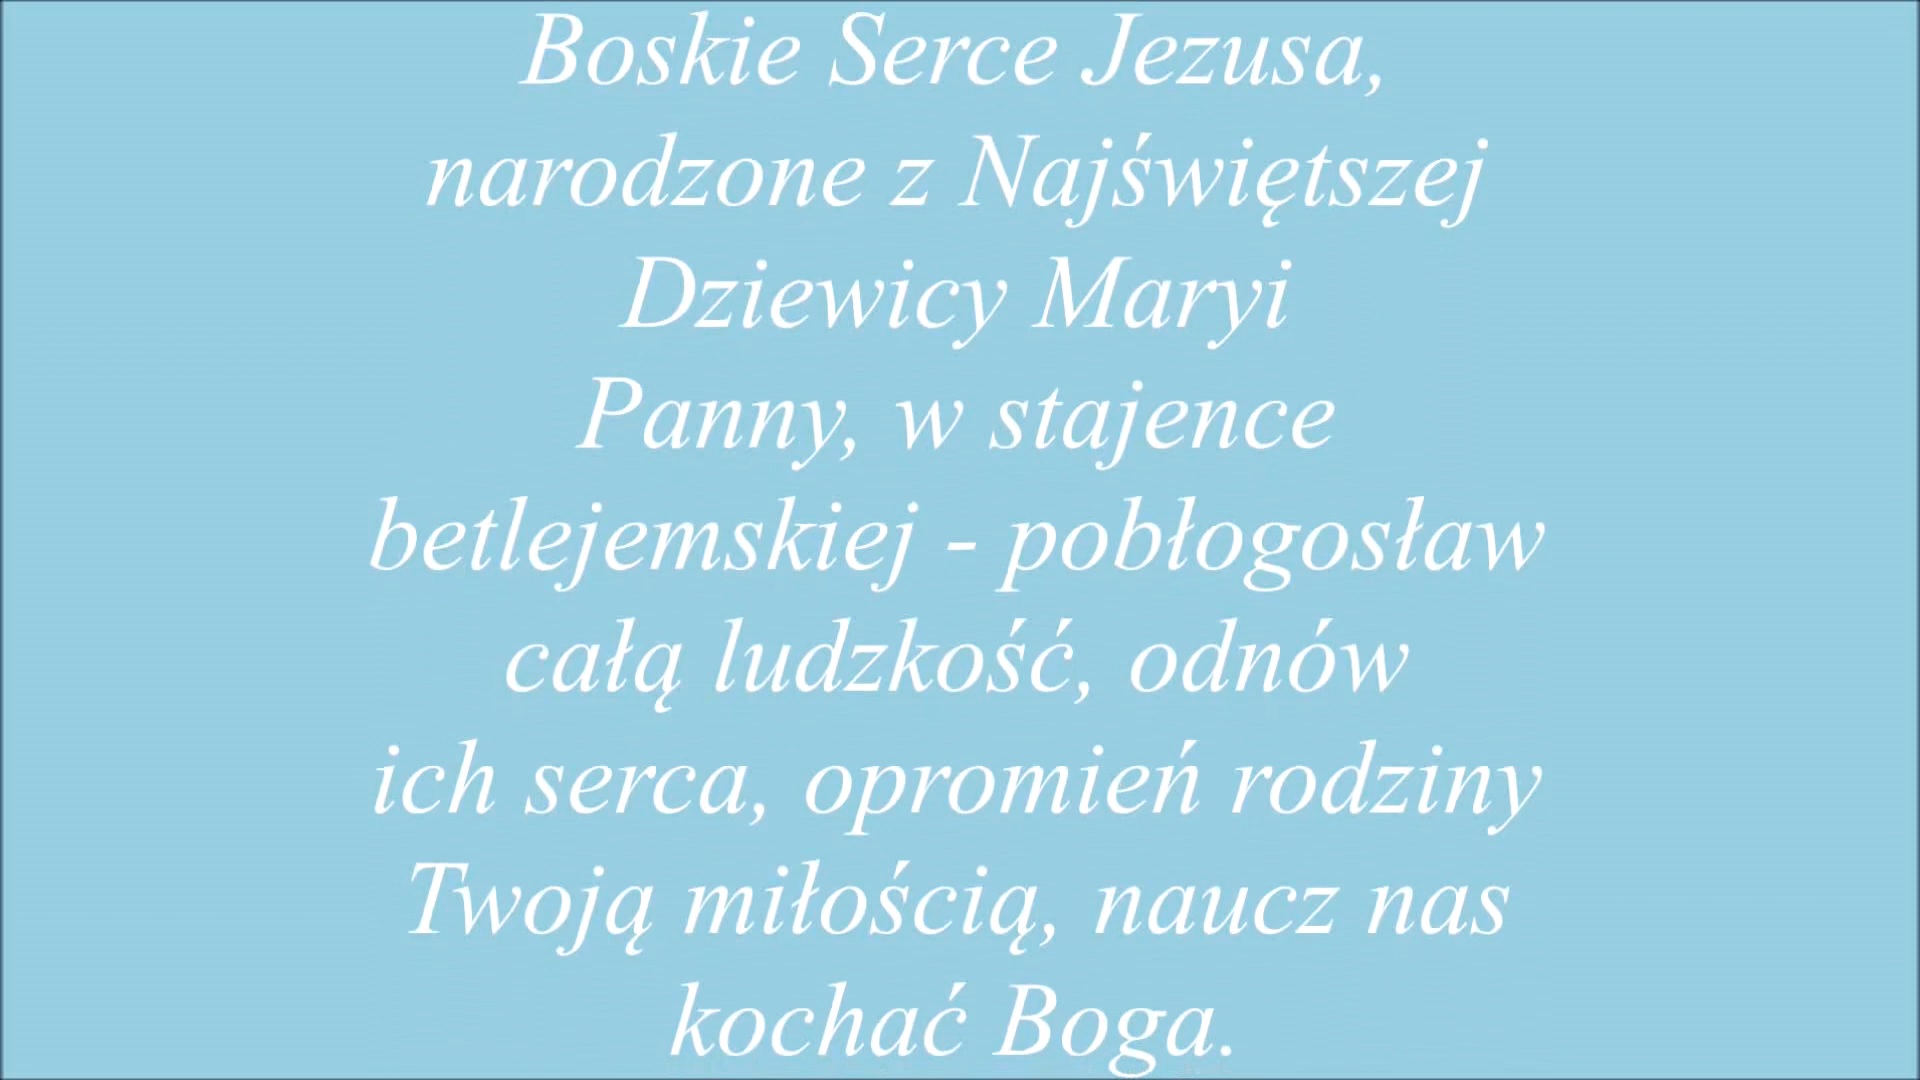 Boskie Serce Jezusa,
narodzone z Najświętszej
Dziewicy Maryi
Panny, w stajence
betlejemskiej - pobłogosław
całą ludzkość, odnów
ich serca, opromień rodziny
Twoją miłością, naucz nas
kochać Boga.